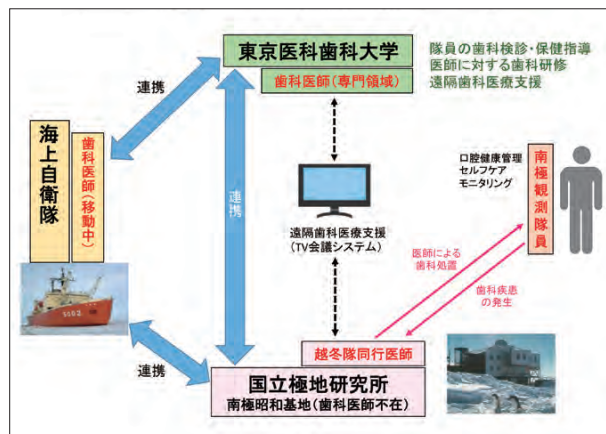 東京医科歯科大学
歯科医師(専門領域)
隊員の歯科検診・保健指導
医師に対する歯科研修
遠隔歯科医療支援
連携
海上自衛隊
歯科医師(移動中)
連携
口腔健康管理
セルフケア
モニタリング
南極観測隊員
遠隔歯科医療支援
(TV会議システム)
医師による
歯科処置
歯科疾患
の発生
連携
越冬隊同行医師
国立極地研究所
南極昭和基地(歯科医師不在)